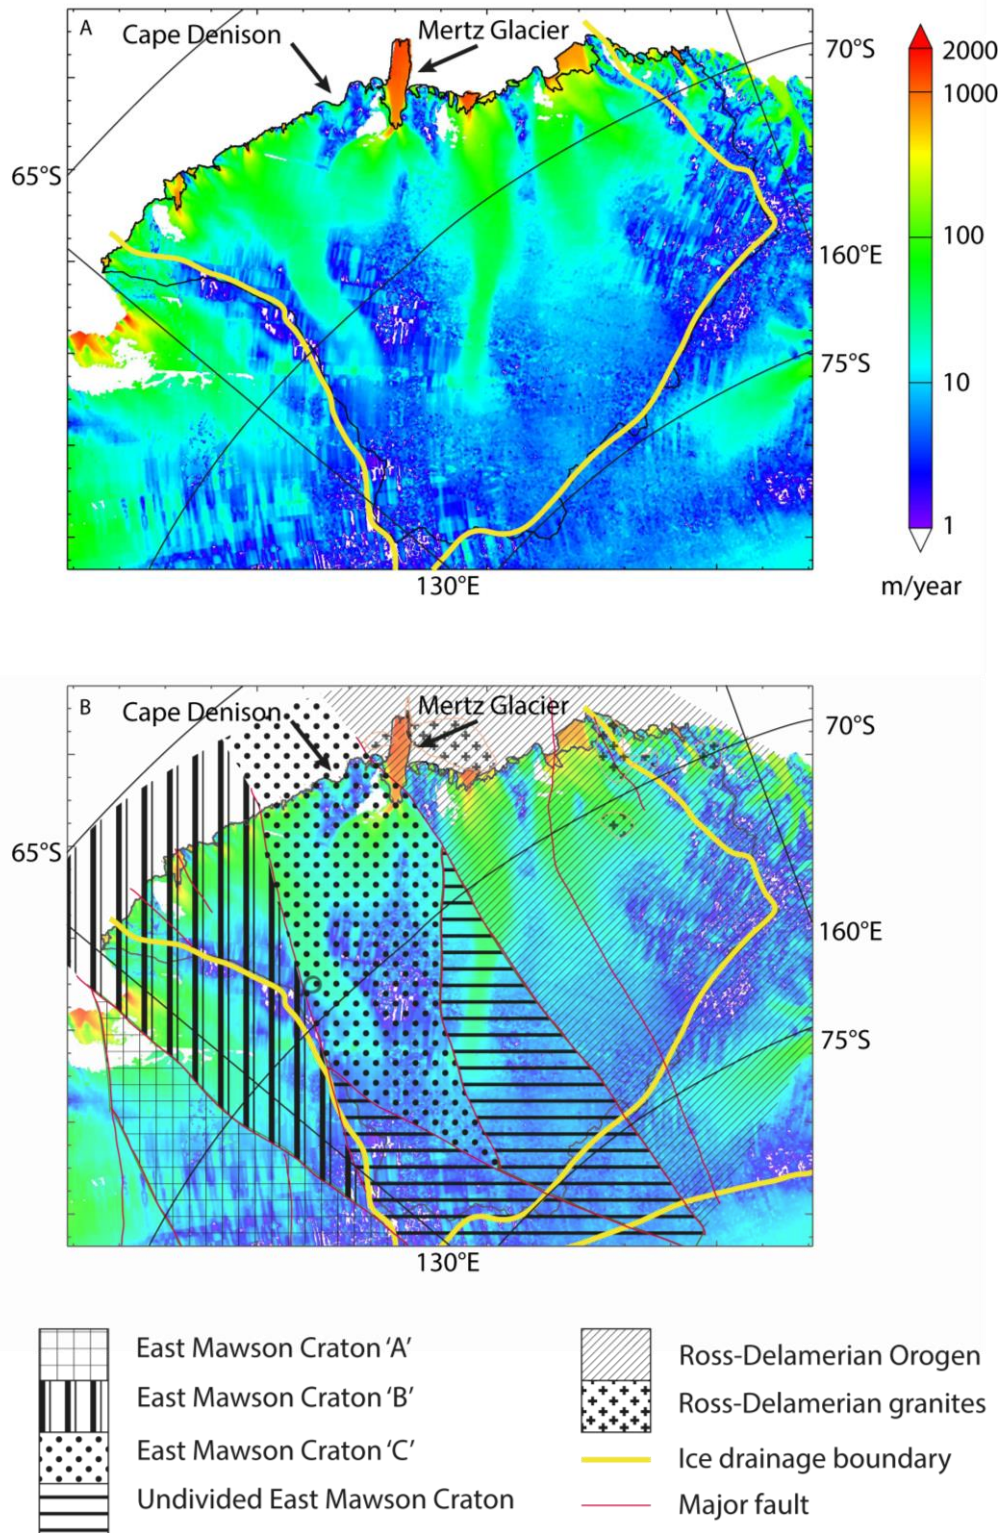 A
Cape Denison
Mertz Glacier
65°S
70°S
160°E
75°S
130°E
2000
1000
100
10
1
m/year
B
Cape Denison
Mertz Glacier
65°S
70°S
160°E
75°S
130°E
East Mawson Craton ‘A’
East Mawson Craton ‘B’
East Mawson Craton ‘C’
Undivided East Mawson Craton
Ross-Delamerian Orogen
Ross-Delamerian granites
Ice drainage boundary
Major fault